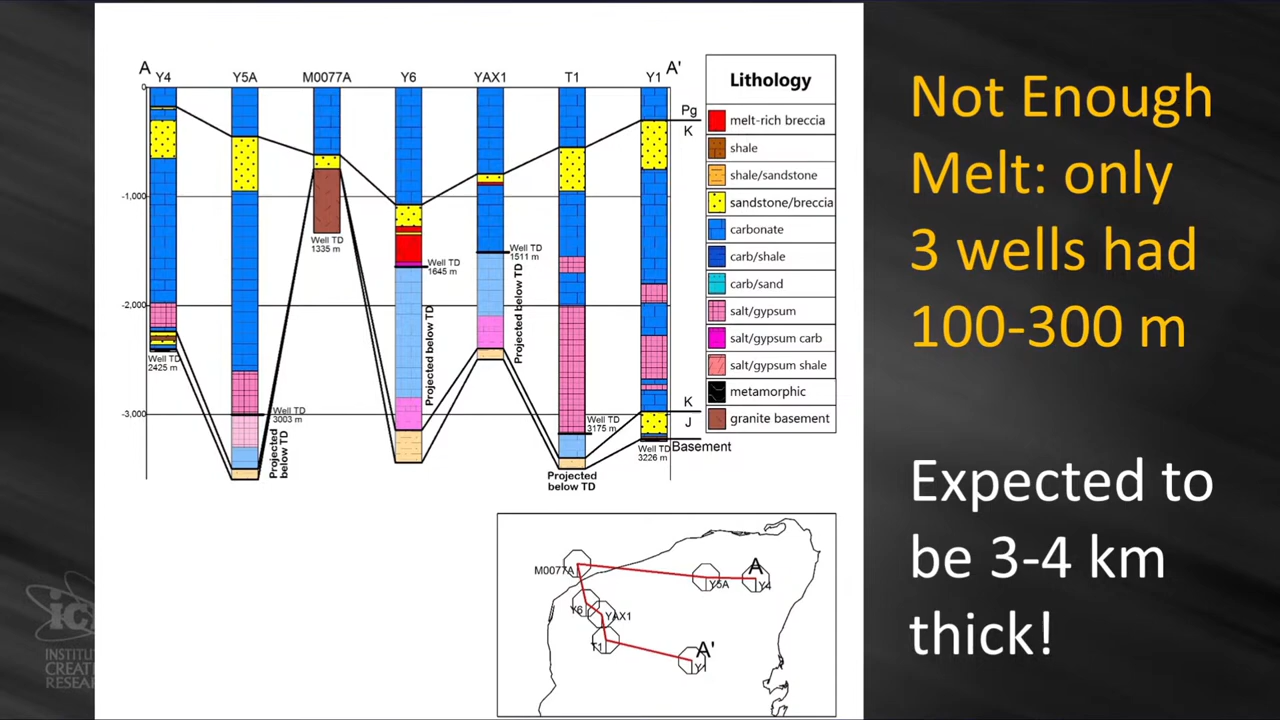 A
A'
Y4
Y5A
M0077A
Y6
YAX1
T1
Y1
0
-1,000
-2,000
-3,000
Pg
K
Well TD
1335 m
Well TD
1645 m
Well TD
1511 m
Projected below TD
Projected below TD
Well TD
2425 m
Well TD
3003 m
Projected
below TD
Well TD
3175 m
Projected
below TD
K
J
Basement
Well TD
3226 m
Lithology
melt-rich breccia
shale
shale/sandstone
sandstone/breccia
carbonate
carb/shale
carb/sand
salt/gypsum
salt/gypsum carb
salt/gypsum shale
metamorphic
granite basement
M0077A
A
Y5A
Y4
Y6
YAX1
T1
A'
Y1
Not Enough
Melt: only
3 wells had
100-300 m
Expected to
be 3-4 km
thick!